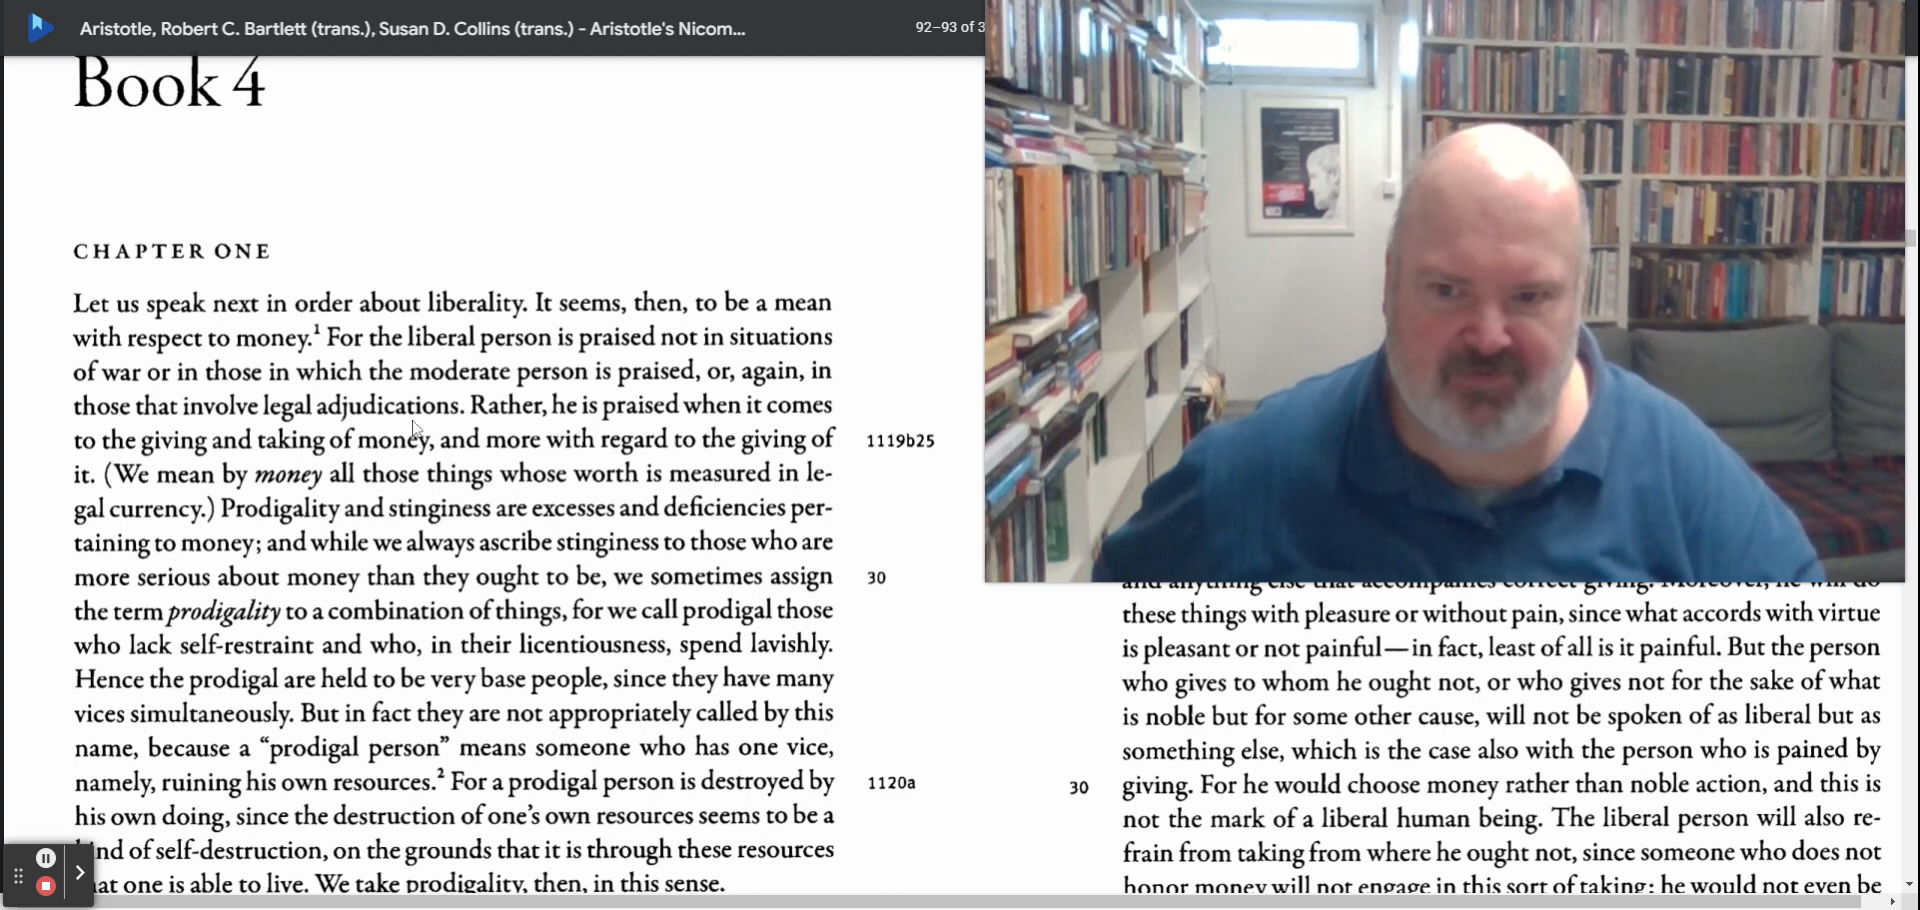 Aristotle, Robert C. Bartlett (trans.), Susan D. Collins (trans.) - Aristotle's Nicom...
92–93 of 3
Book 4
CHAPTER ONE
Let us speak next in order about liberality. It seems, then, to be a mean
with respect to money.¹ For the liberal person is praised not in situations
of war or in those in which the moderate person is praised, or, again, in
those that involve legal adjudications. Rather, he is praised when it comes
to the giving and taking of money, and more with regard to the giving of
1119b25
it. (We mean by money all those things whose worth is measured in le-
gal currency.) Prodigality and stinginess are excesses and deficiencies per-
taining to money; and while we always ascribe stinginess to those who are
more serious about money than they ought to be, we sometimes assign
30
the term prodigality to a combination of things, for we call prodigal those
who lack self-restraint and who, in their licentiousness, spend lavishly.
Hence the prodigal are held to be very base people, since they have many
vices simultaneously. But in fact they are not appropriately called by this
name, because a “prodigal person” means someone who has one vice,
namely, ruining his own resources.² For a prodigal person is destroyed by
1120a
his own doing, since the destruction of one’s own resources seems to be a
kind of self-destruction, on the grounds that it is through these resources
that one is able to live. We take prodigality, then, in this sense.
and anything else that accompanies correct giving. Moreover, he will do
these things with pleasure or without pain, since what accords with virtue
is pleasant or not painful—in fact, least of all is it painful. But the person
who gives to whom he ought not, or who gives not for the sake of what
is noble but for some other cause, will not be spoken of as liberal but as
something else, which is the case also with the person who is pained by
30
giving. For he would choose money rather than noble action, and this is
not the mark of a liberal human being. The liberal person will also re-
frain from taking from where he ought not, since someone who does not
honor money will not engage in this sort of taking; he would not even be